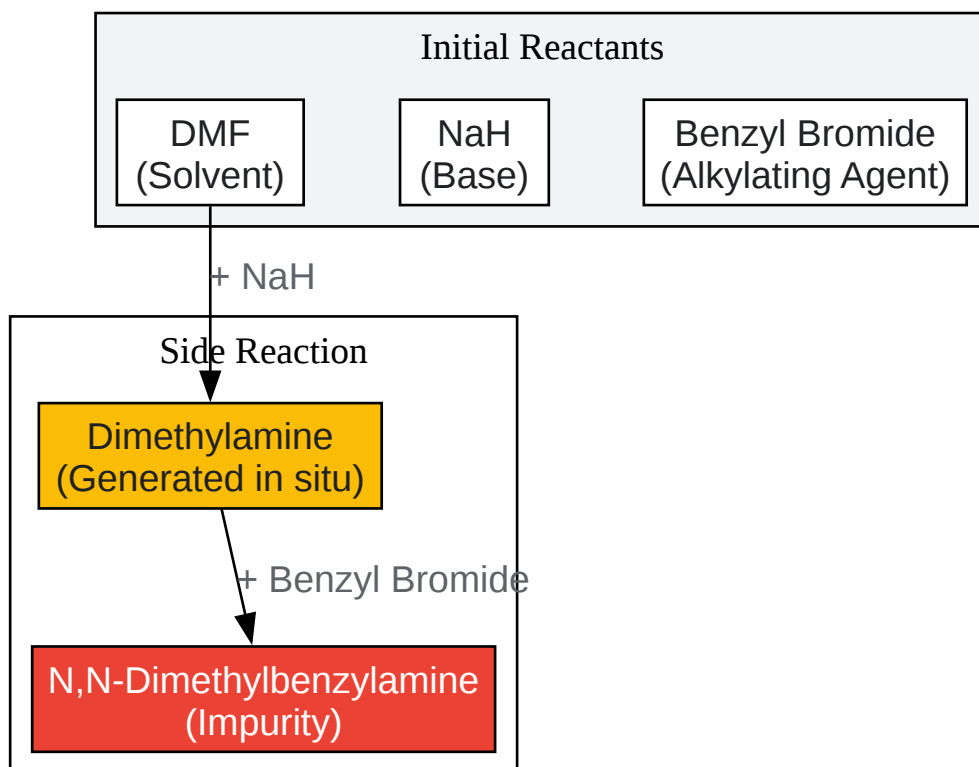 Initial Reactants
DMF
(Solvent)
NaH
(Base)
Benzyl Bromide
(Alkylating Agent)
+ NaH
Side Reaction
Dimethylamine
(Generated in situ)
+ Benzyl Bromide
N,N-Dimethylbenzylamine
(Impurity)